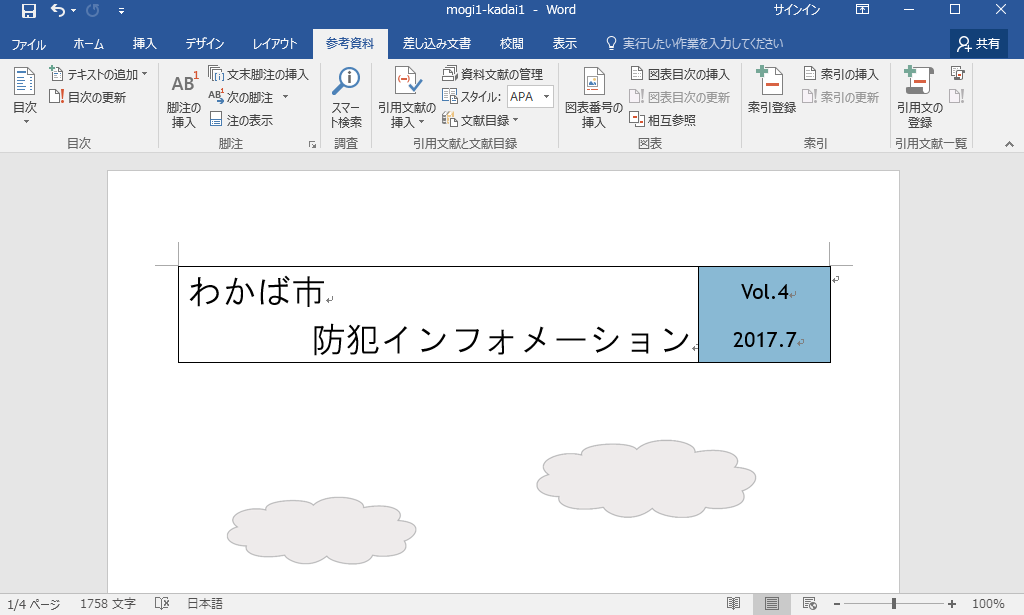 mogi1-kadai1 - Word
サインイン
ファイル ホーム 挿入 デザイン レイアウト 参考資料 差し込み文書 校閲 表示 実行したい作業を入力してください 共有
目次
テキストの追加
目次の更新
目次
AB1
脚注の
挿入
文末脚注の挿入
AB1 次の脚注
注の表示
脚注
スマー
ト検索
調査
引用文献の
挿入
資料文献の管理
スタイル: APA
文献目録
引用文献と文献目録
図表番号の
挿入
図表目次の挿入
図表目次の更新
相互参照
図表
索引登録
索引の挿入
索引の更新
索引
引用文の
登録
引用文献一覧
わかば市
防犯インフォメーション
Vol.4
2017.7
1/4 ページ 1758 文字 日本語 100%